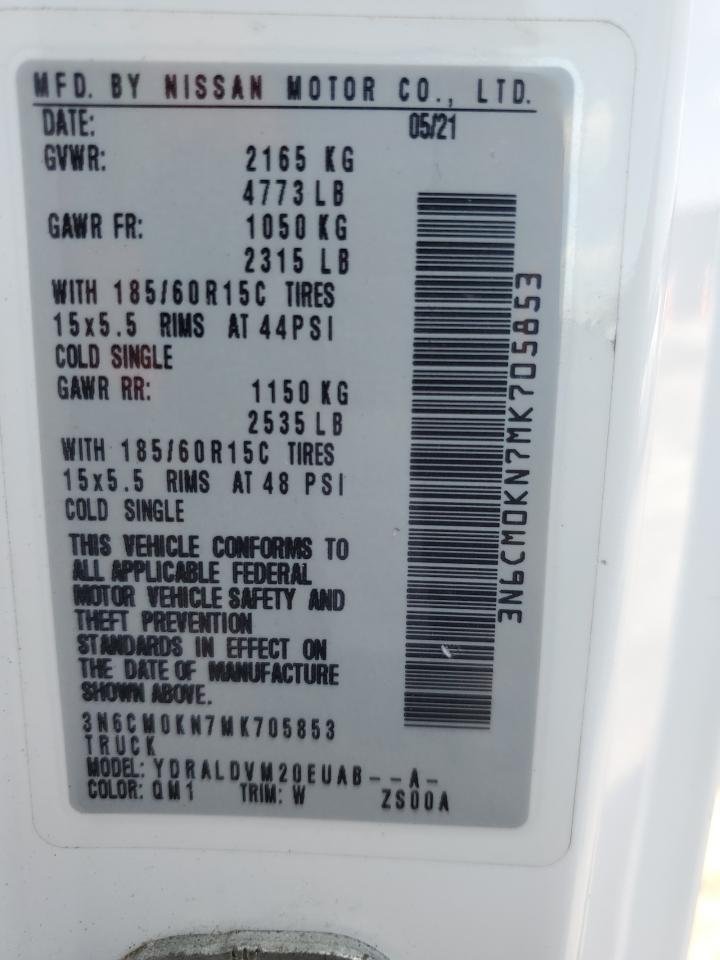 MFD. BY NISSAN MOTOR CO., LTD.
DATE: 05/21
GVWR: 2165 KG
4773 LB
GAWR FR: 1050 KG
2315 LB
WITH 185/60R15C TIRES
15x5.5 RIMS AT 44PSI
COLD SINGLE
GAWR RR: 1150 KG
2535 LB
WITH 185/60R15C TIRES
15x5.5 RIMS AT 48 PSI
COLD SINGLE
THIS VEHICLE CONFORMS TO
ALL APPLICABLE FEDERAL
MOTOR VEHICLE SAFETY AND
THEFT PREVENTION
STANDARDS IN EFFECT ON
THE DATE OF MANUFACTURE
SHOWN ABOVE.
3N6CM0KN7MK705853
TRUCK
MODEL: YDRALDVM20EUAB--A-
COLOR: QM1 TRIM: W ZS00A
3N6CM0KN7MK705853